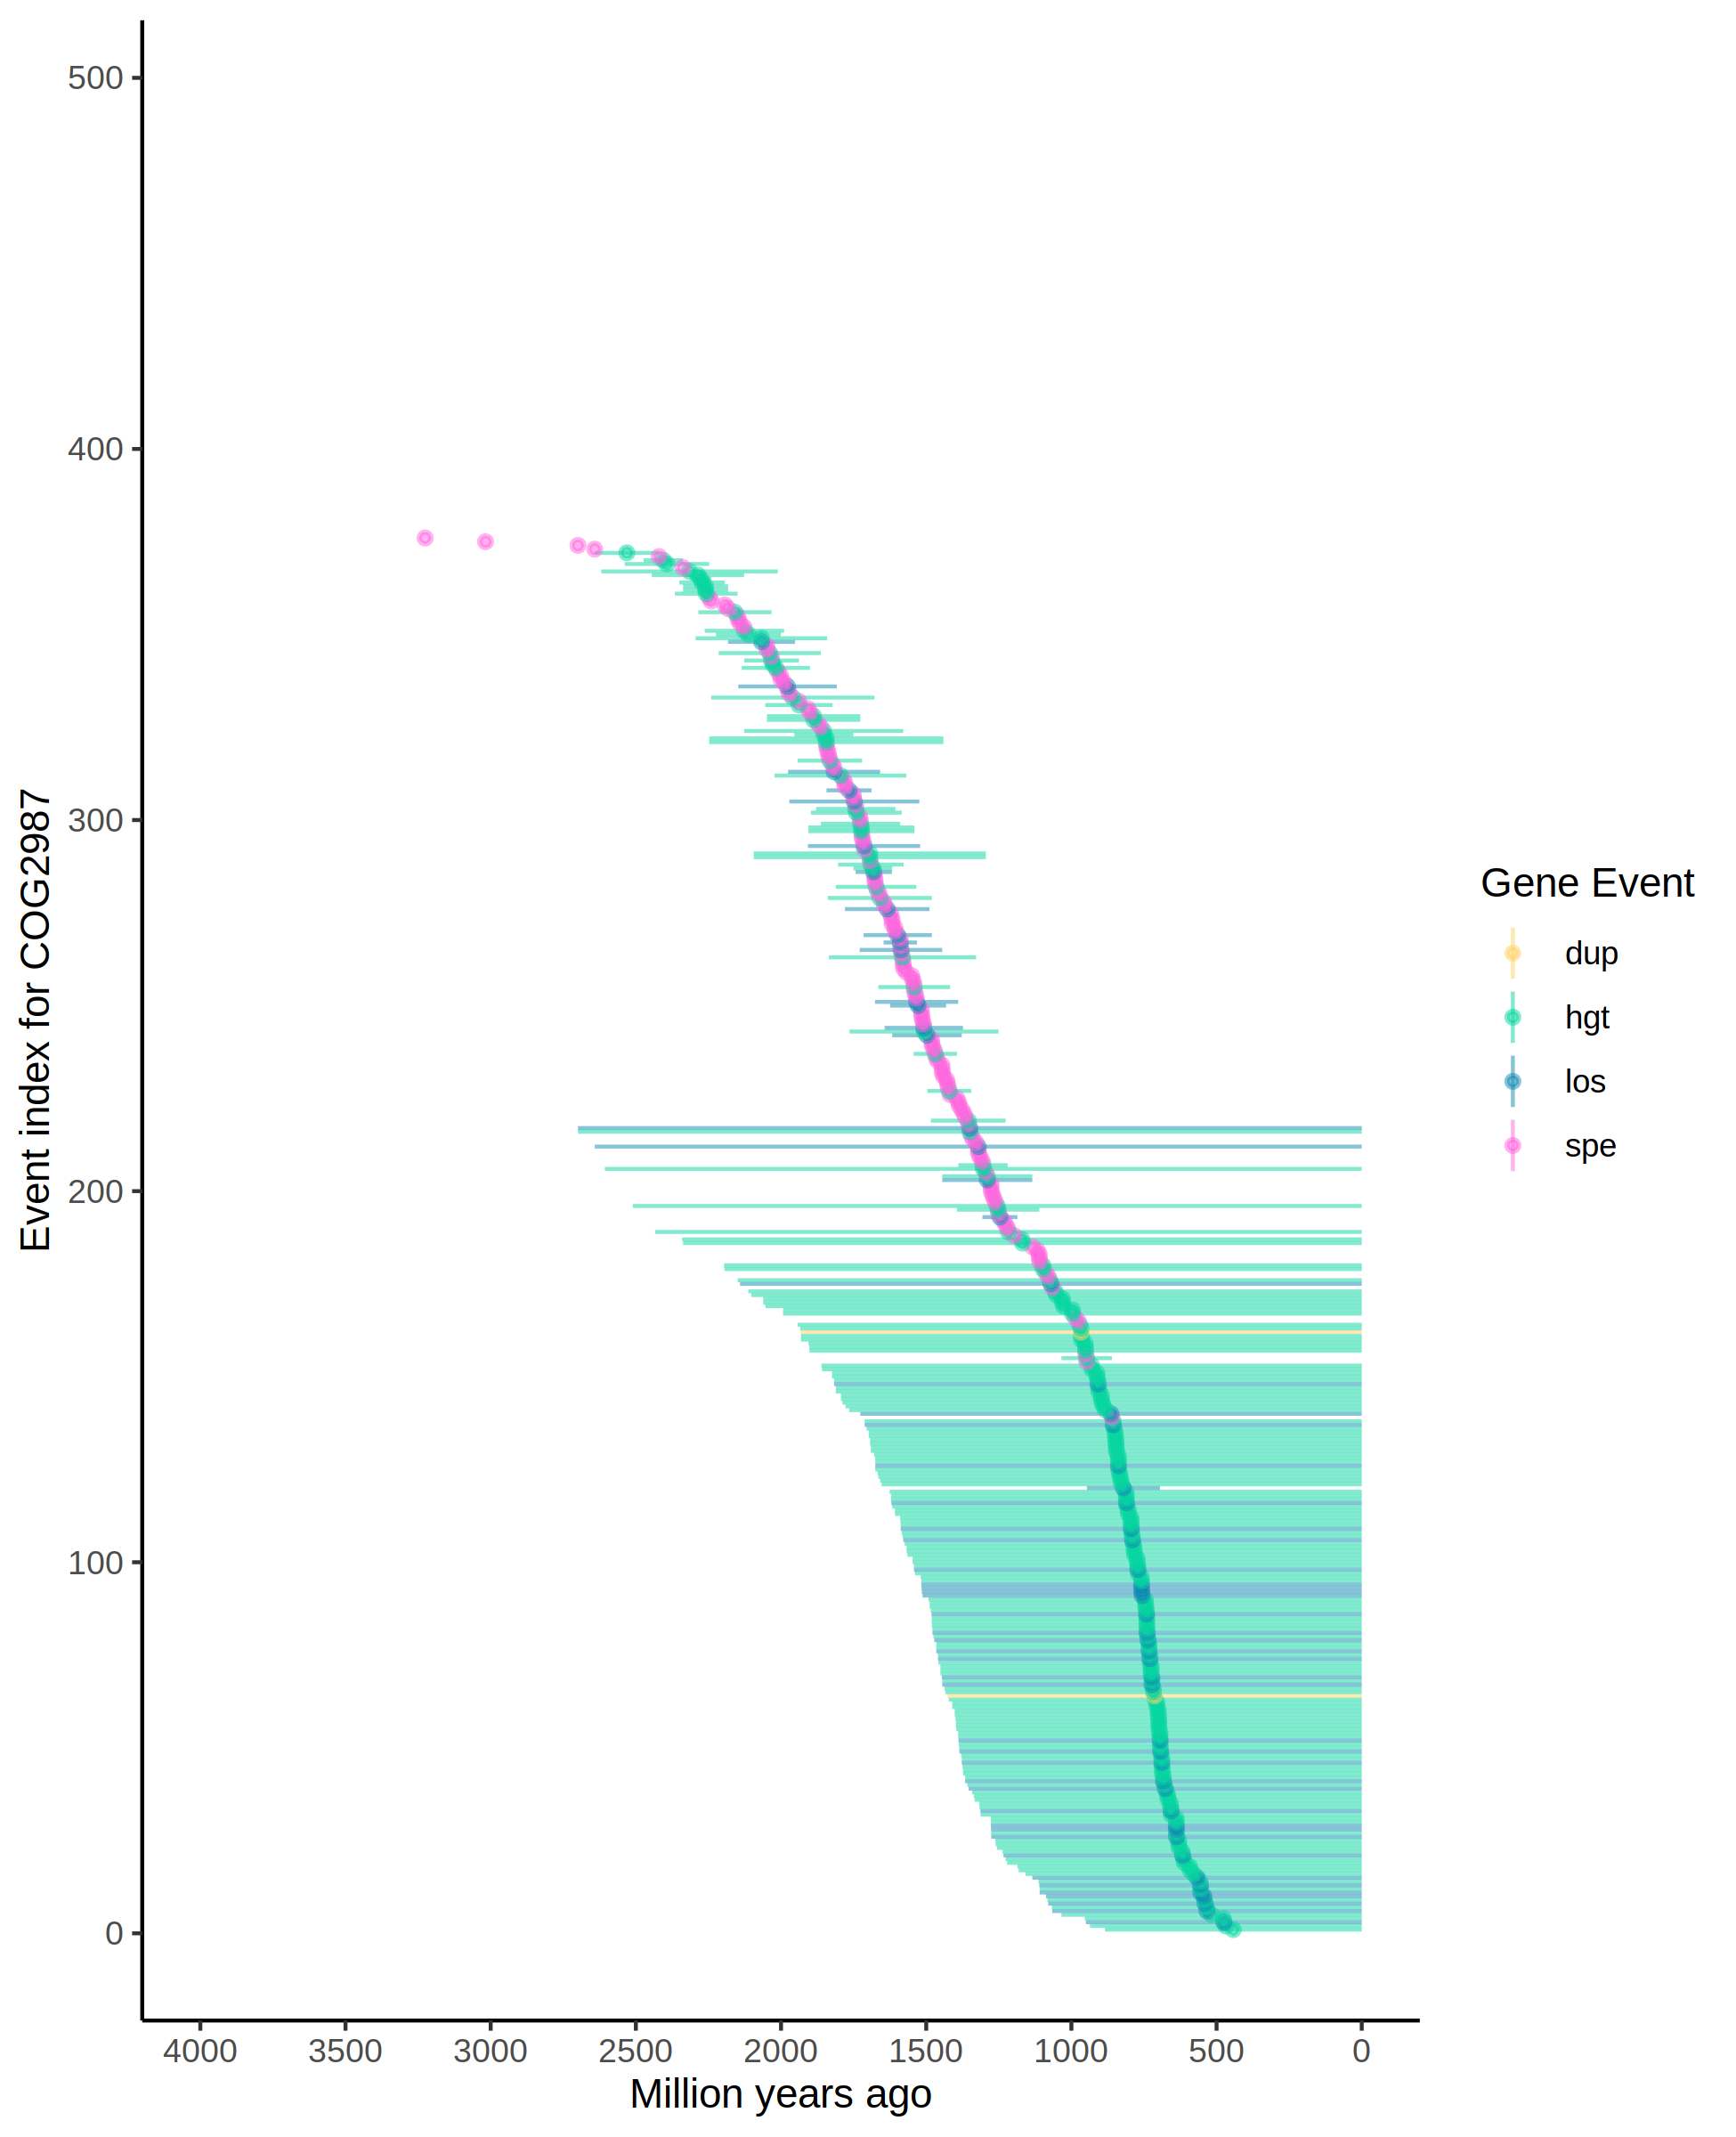 Event index for COG2987
500
400
300
200
100
0
4000 3500 3000 2500 2000 1500 1000 500 0
Million years ago
Gene Event
dup
hgt
los
spe